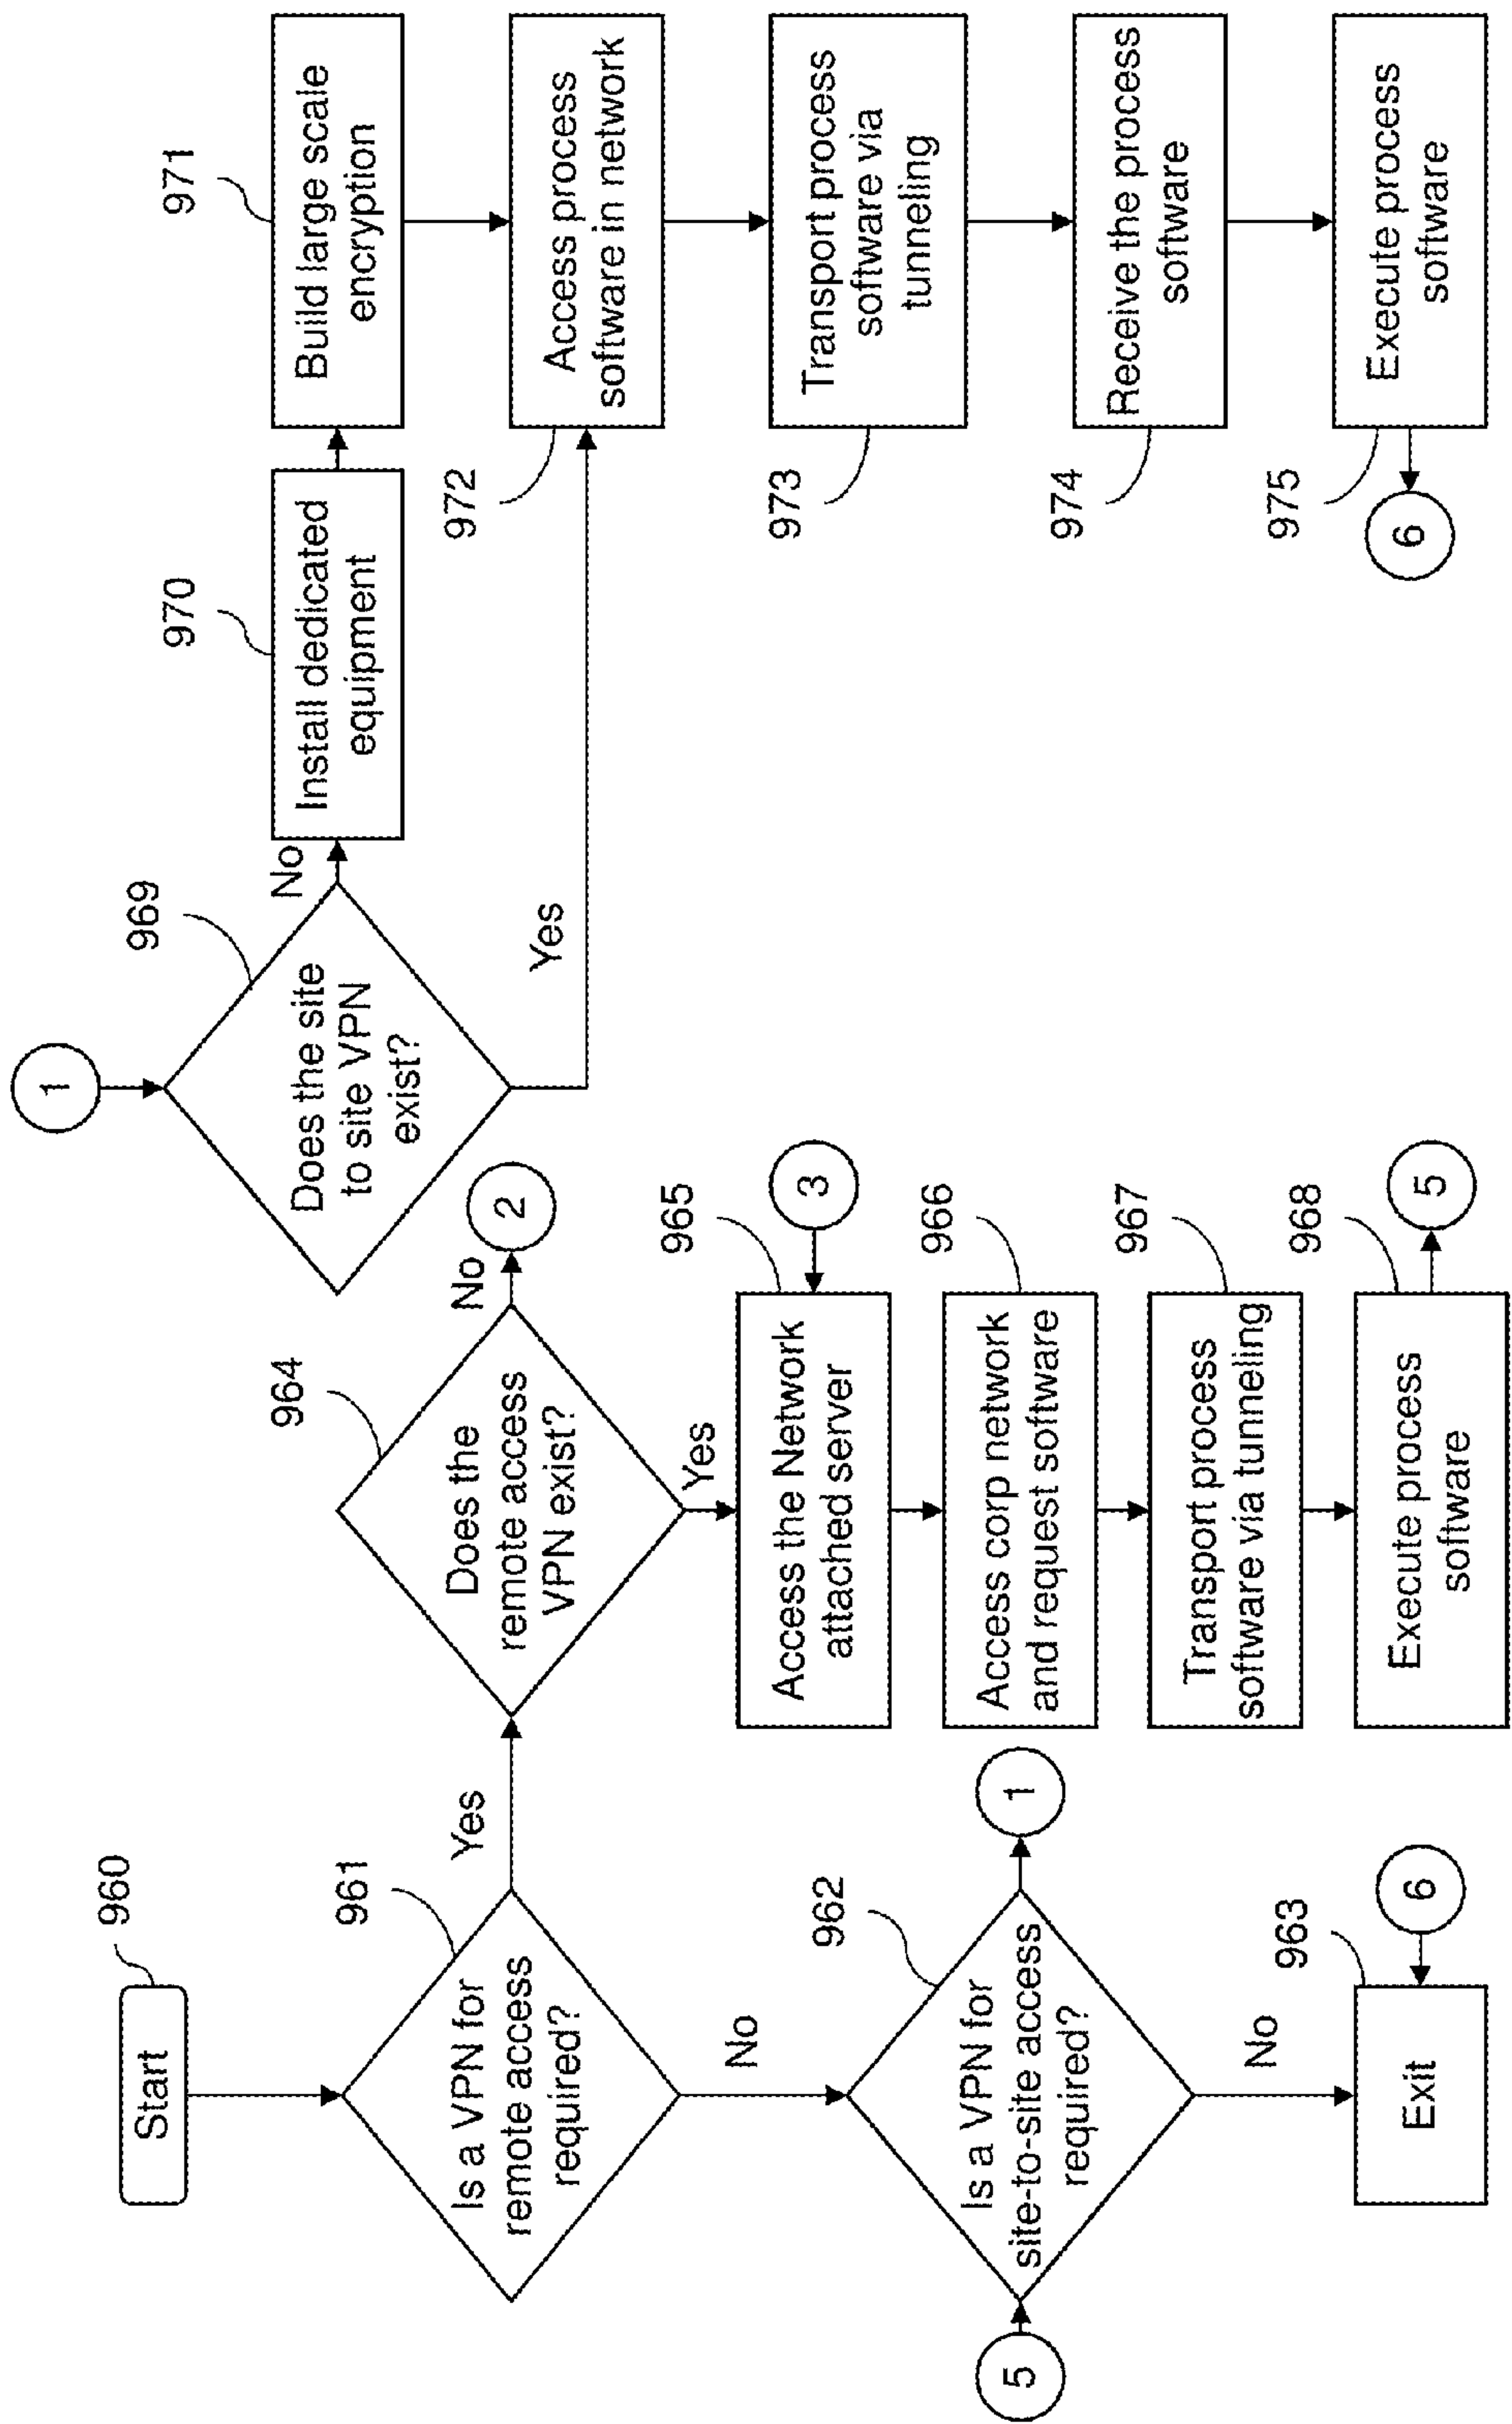 960
Start
961
Is a VPN for
remote access
required?
Yes
No
962
Is a VPN for
site-to-site access
required?
5
1
No
963
Exit
6
964
Does the
remote access
VPN exist?
No
2
Yes
965
Access the Network
attached server
3
966
Access corp network
and request software
967
Transport process
software via tunneling
968
Execute process
software
5
1
969
Does the site
to site VPN
exist?
No
Yes
970
Install dedicated
equipment
971
Build large scale
encryption
972
Access process
software in network
973
Transport process
software via
tunneling
974
Receive the process
software
975
Execute process
software
6